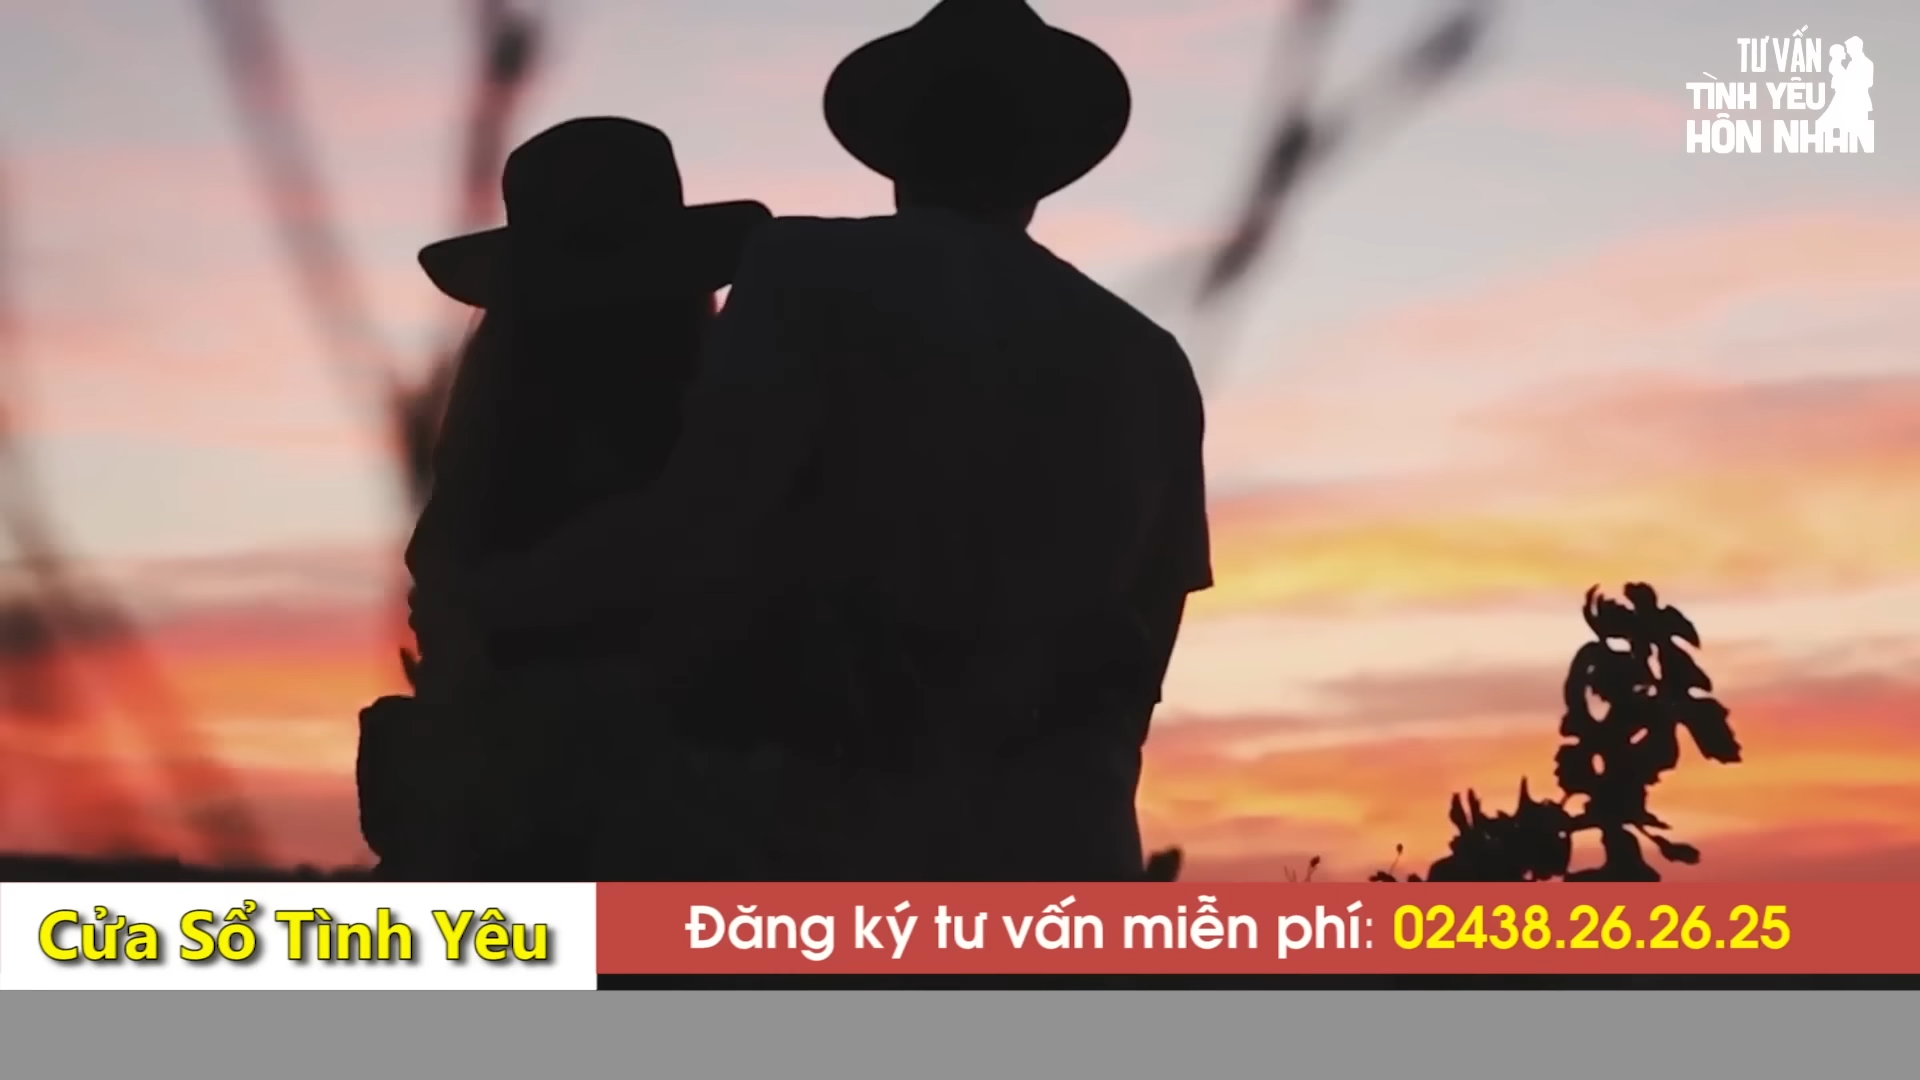 TƯ VẤN
TÌNH YÊU
HÔN NHÂN
Cửa Sổ Tình Yêu
Đăng ký tư vấn miễn phí: 02438.26.26.25